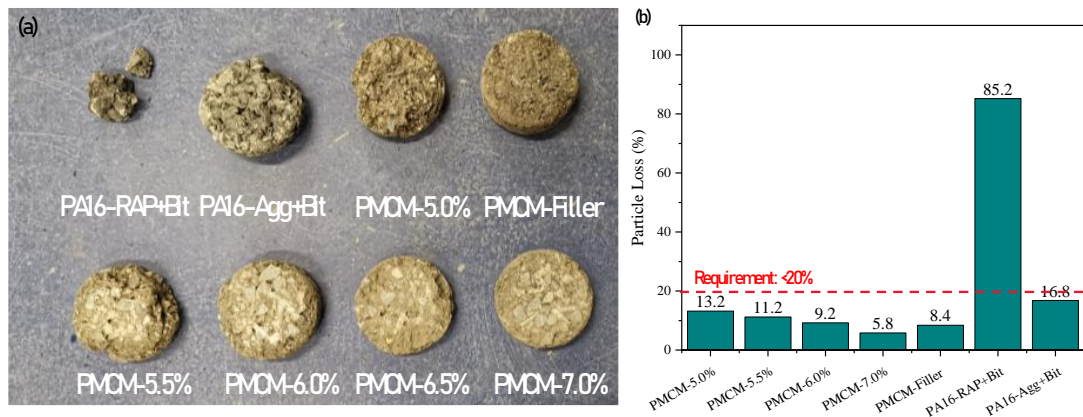 (a)
PA16-RAP+Bit PA16-Agg+Bit PMCM-5.0% PMCM-Filler
PMCM-5.5% PMCM-6.0% PMCM-6.5% PMCM-7.0%
(b)
Particle Loss (%)
100
80
60
40
20
0
Requirement: <20%
13.2
11.2
9.2
5.8
8.4
85.2
16.8
PMCM-5.0%
PMCM-5.5%
PMCM-6.0%
PMCM-7.0%
PMCM-Filler
PA16-RAP+Bit
PA16-Agg+Bit